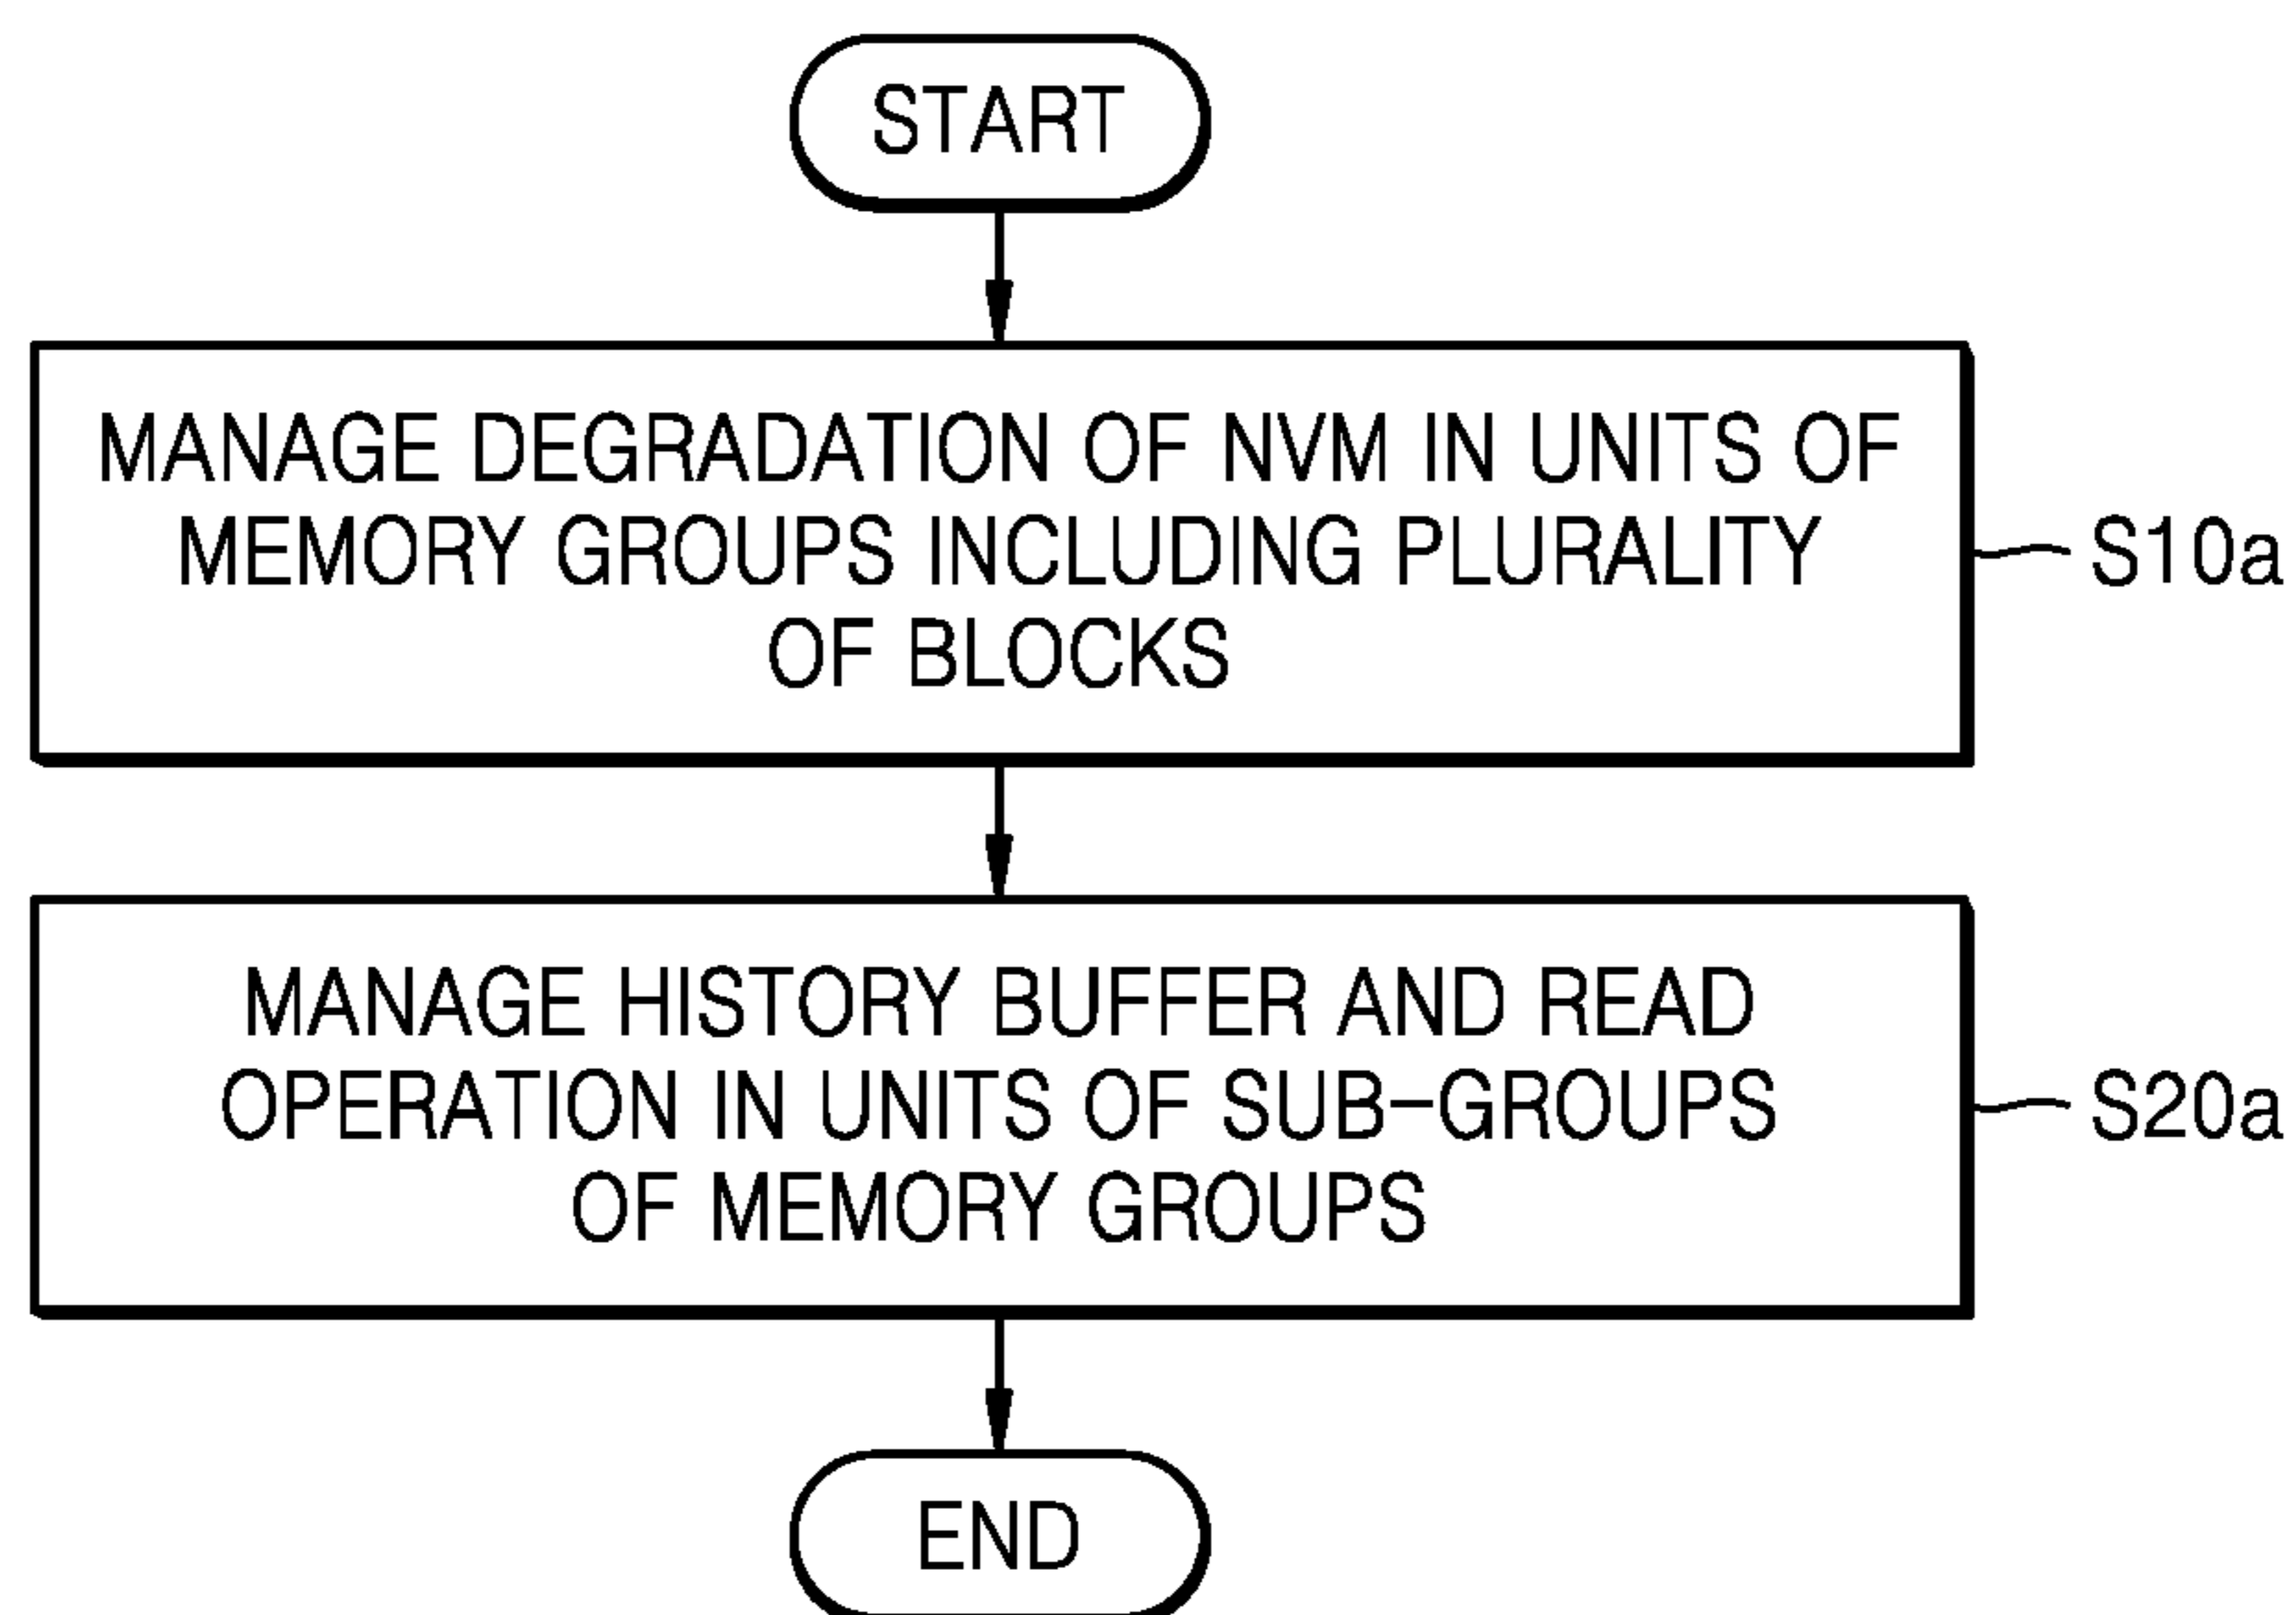 START
MANAGE DEGRADATION OF NVM IN UNITS OF
MEMORY GROUPS INCLUDING PLURALITY
OF BLOCKS
S10a
MANAGE HISTORY BUFFER AND READ
OPERATION IN UNITS OF SUB-GROUPS
OF MEMORY GROUPS
S20a
END